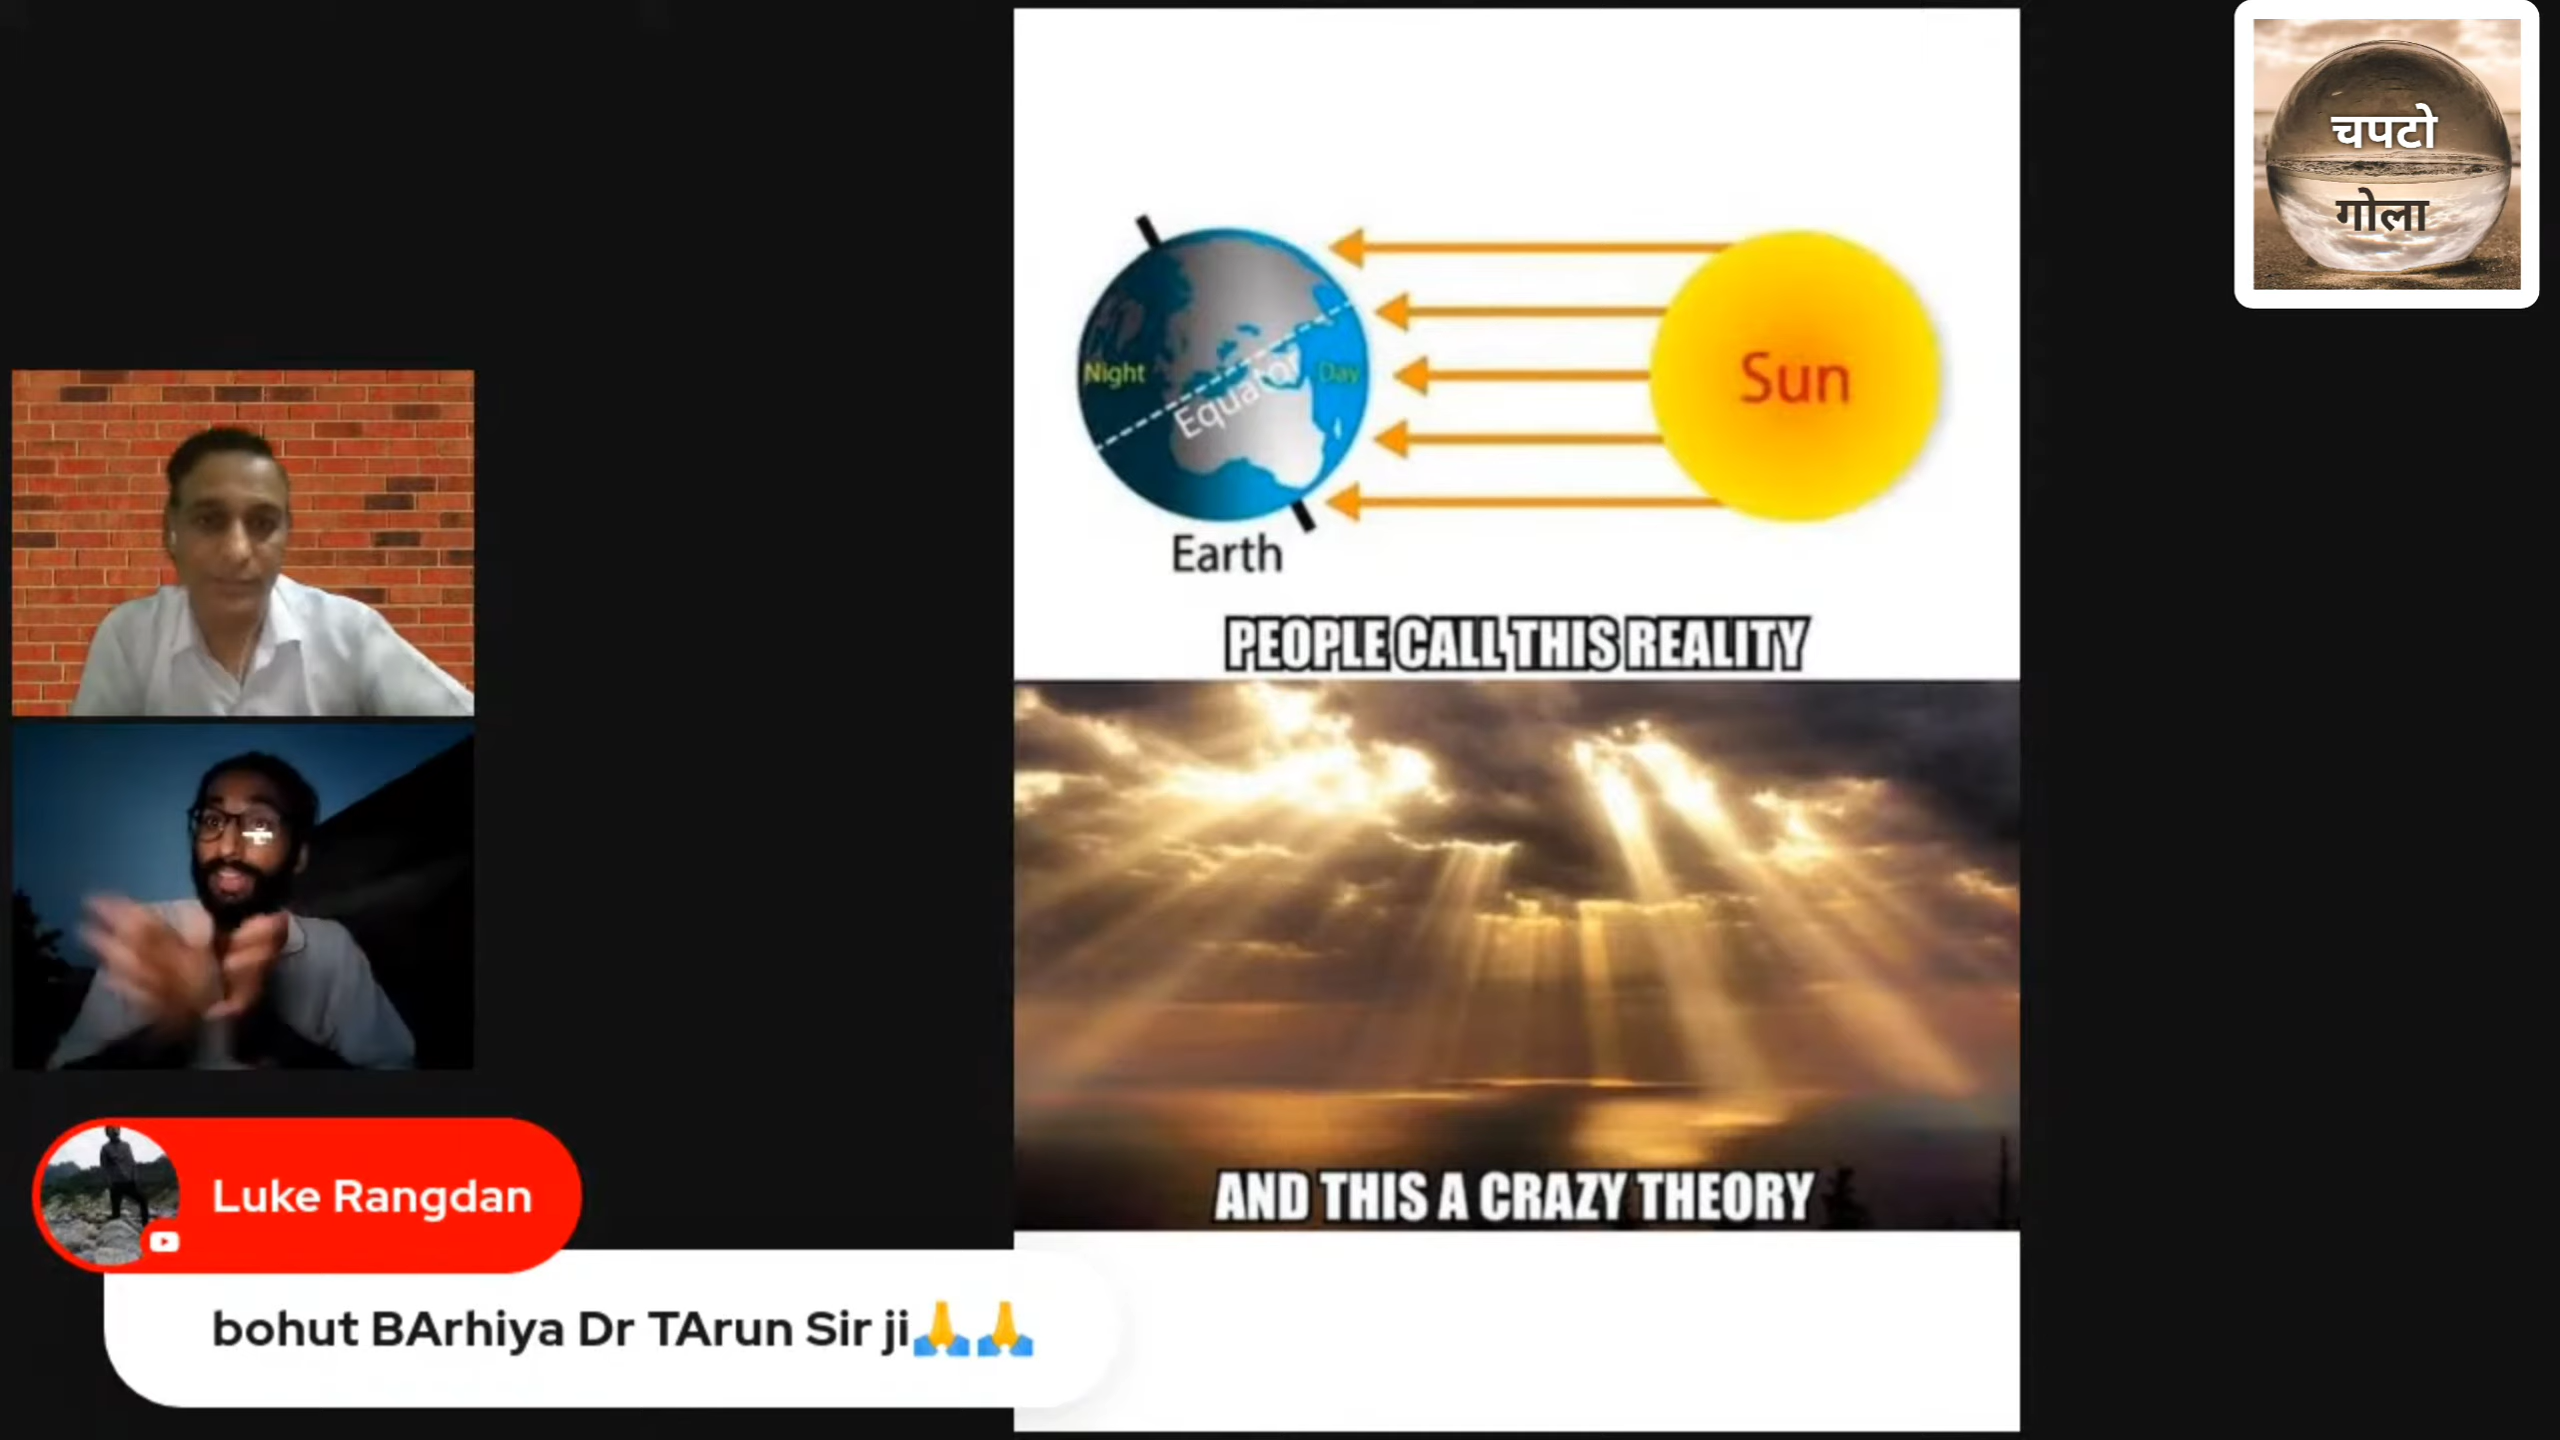 चपटो
गोला
Night
Equator
Day
Sun
Earth
PEOPLE CALL THIS REALITY
AND THIS A CRAZY THEORY
Luke Rangdan
bohut BArhiya Dr TArun Sir ji🙏🙏